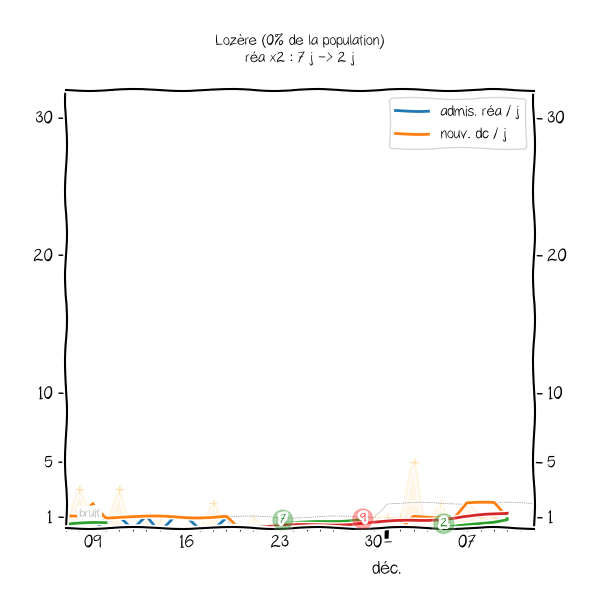 Lozère (0% de la population)
réa x2 : 7 j -> 2 j
admis. réa / j
nouv. dc / j
30 30
20 20
10 10
5 5
1 1
bruit
7 9 2
09 16 23 30 07
déc.